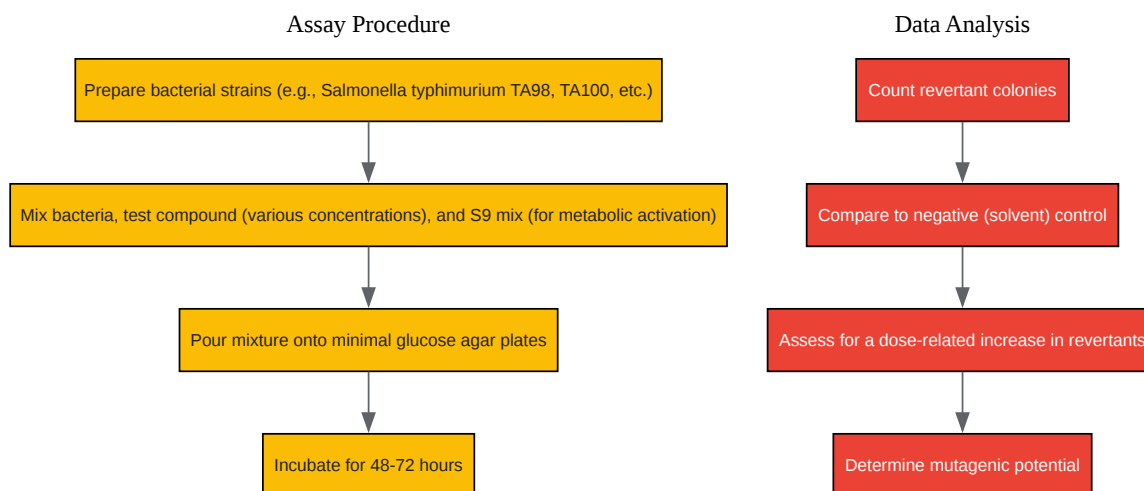 Assay Procedure
Prepare bacterial strains (e.g., Salmonella typhimurium TA98, TA100, etc.)
Mix bacteria, test compound (various concentrations), and S9 mix (for metabolic activation)
Pour mixture onto minimal glucose agar plates
Incubate for 48-72 hours
Data Analysis
Count revertant colonies
Compare to negative (solvent) control
Assess for a dose-related increase in revertants
Determine mutagenic potential